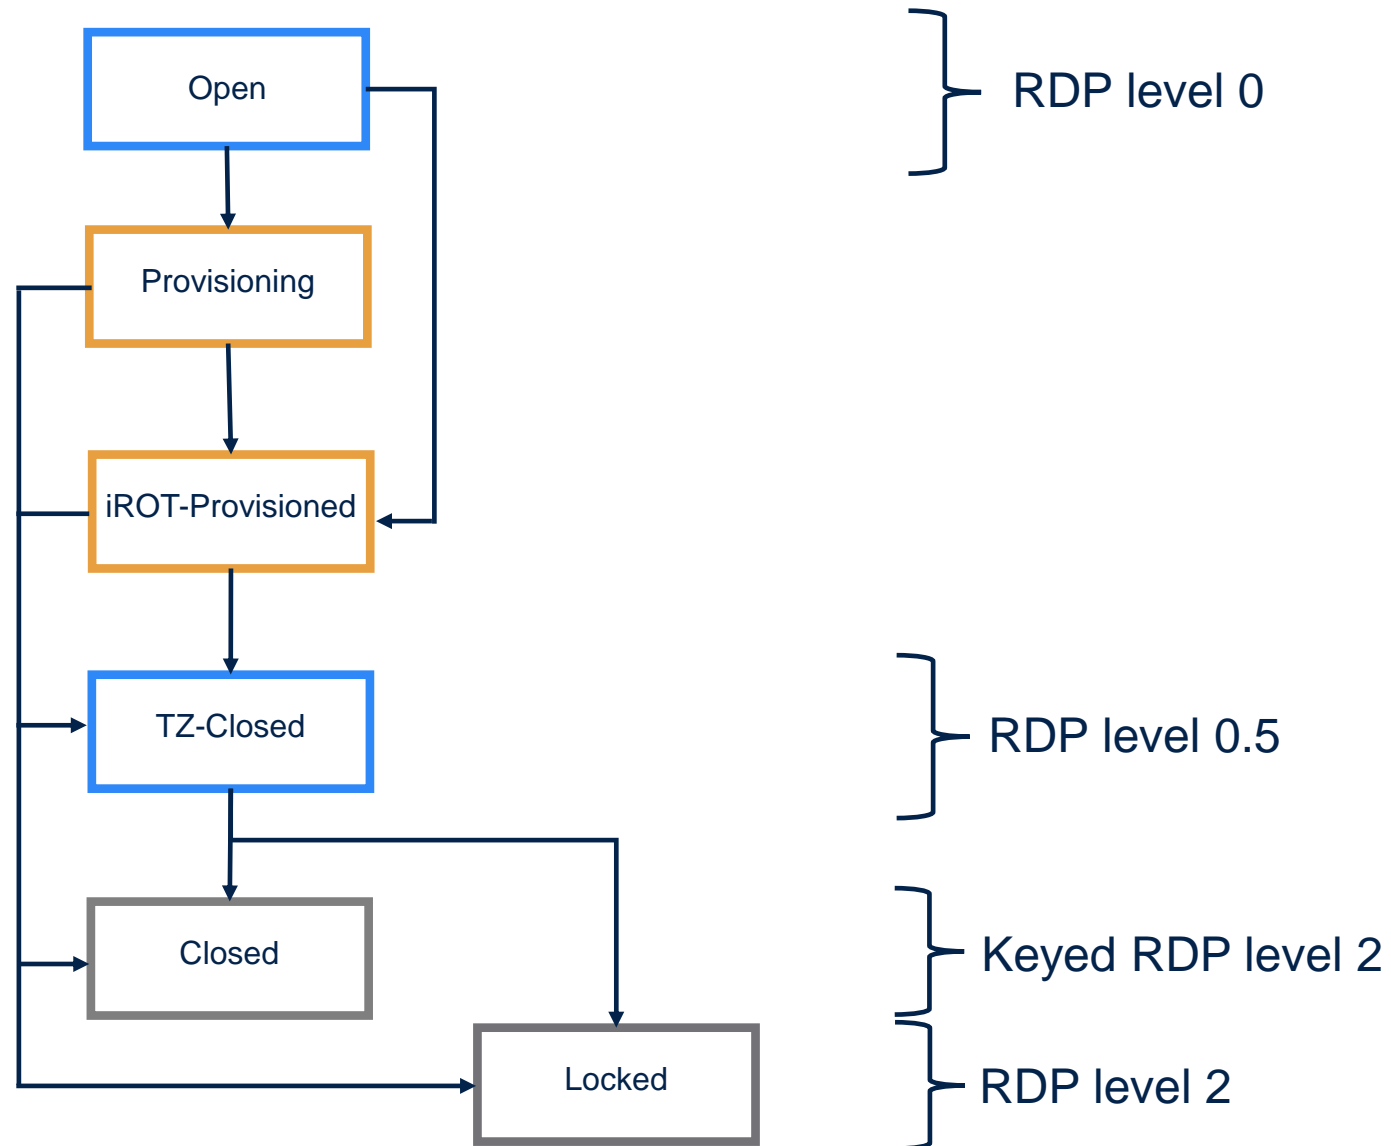 Open
RDP level 0
Provisioning
iROT-Provisioned
TZ-Closed
RDP level 0.5
Closed
Keyed RDP level 2
Locked
RDP level 2